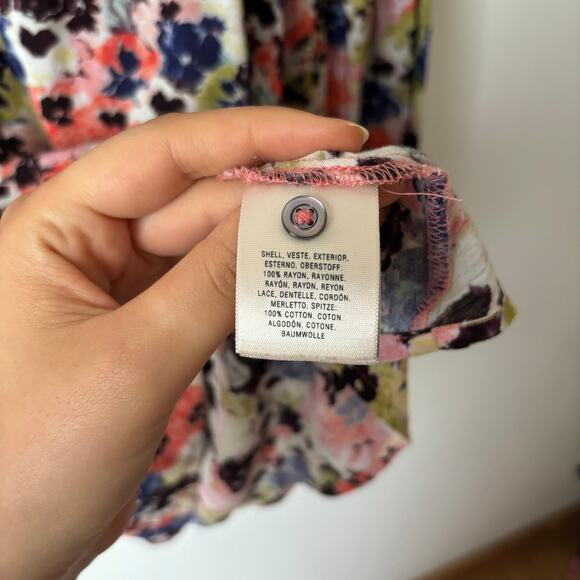 SHELL, VESTE, EXTERIOR,
ESTERNO, OBERSTOFF:
100% RAYON, RAYONNE,
RAYÓN, RAYON, REYON
LACE, DENTELLE, CORDÓN,
MERLETTO, SPITZE:
100% COTTON, COTON,
ALGODÓN, COTONE,
BAUMWOLLE